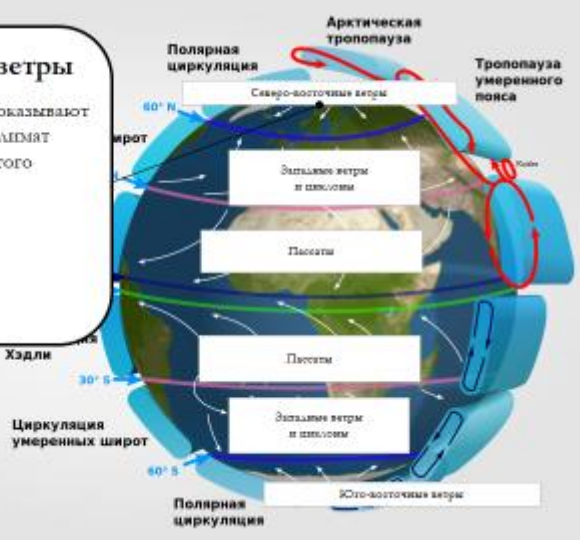 Арктическая
тропопауза
Полярная
циркуляция
Тропопауза
умеренного
пояса
ветры
оказывают
60° N
Северо-восточные ветры
Западные ветры
и циклоны
Пассаты
Пассаты
Хэдли
30° S
Западные ветры
и циклоны
Циркуляция
умеренных широт
60° S
Юго-восточные ветры
Полярная
циркуляция